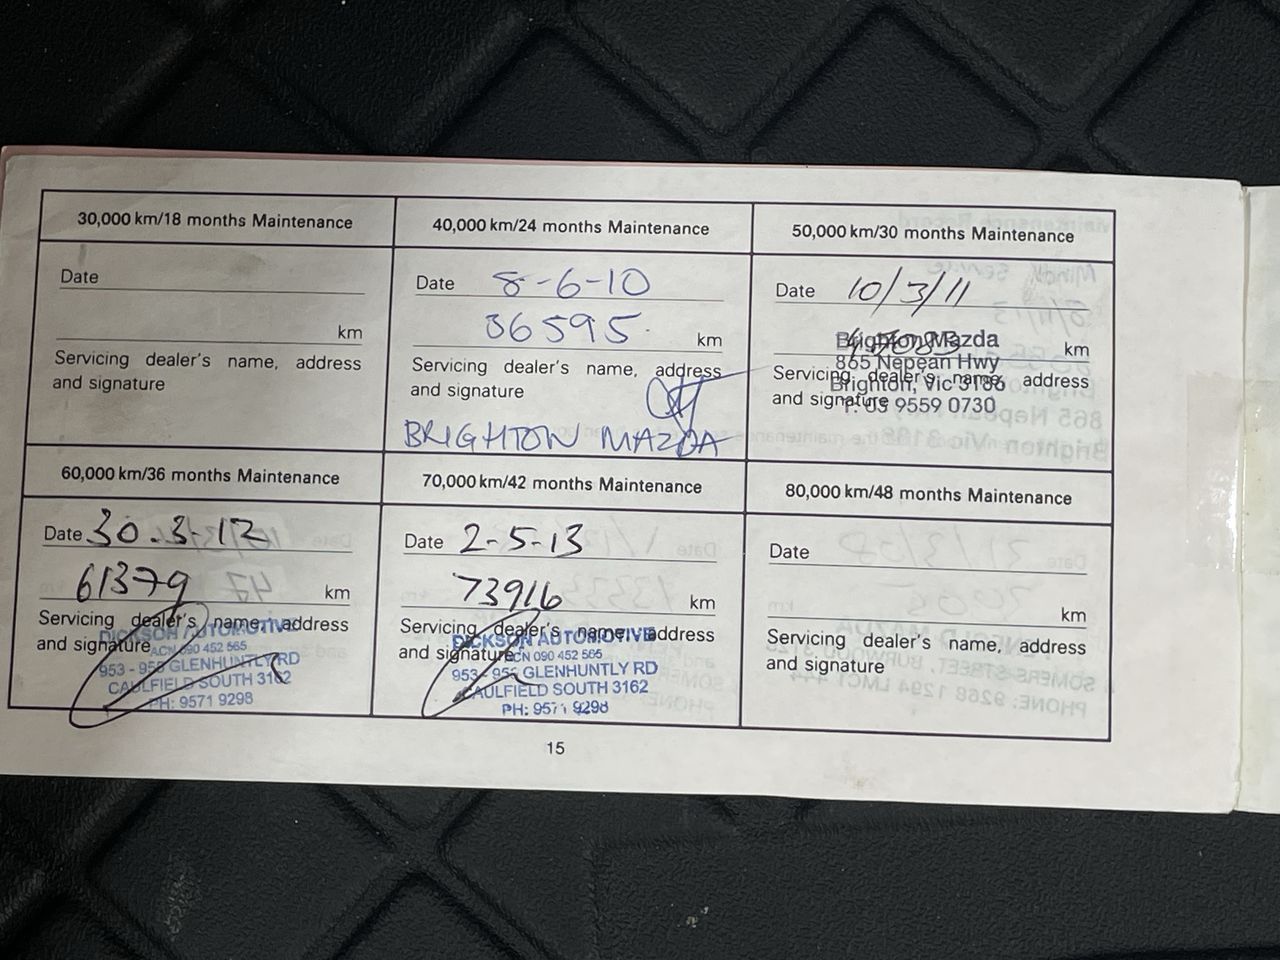 30,000 km/18 months Maintenance
Date
km
Servicing dealer's name, address
and signature
40,000 km/24 months Maintenance
Date 8-6-10
36595 km
Servicing dealer's name, address
and signature
BRIGHTON MAZDA
50,000 km/30 months Maintenance
Date 10/3/11
km
Brighton Mazda
865 Nepean Hwy
Brighton, Vic 3186
T: 03 9559 0730
Servicing dealer's name, address
and signature
60,000 km/36 months Maintenance
Date 30.3-12
61379 km
Servicing dealer's name, address
and signature
DICKSON AUTOMOTIVE
ACN 090 452 565
953 - 955 GLENHUNTLY RD
CAULFIELD SOUTH 3162
PH: 9571 9298
70,000 km/42 months Maintenance
Date 2-5-13
73916 km
Servicing dealer's name, address
and signature
DICKSON AUTOMOTIVE
ACN 090 452 565
953 - 955 GLENHUNTLY RD
CAULFIELD SOUTH 3162
PH: 9571 9298
80,000 km/48 months Maintenance
Date
km
Servicing dealer's name, address
and signature
15